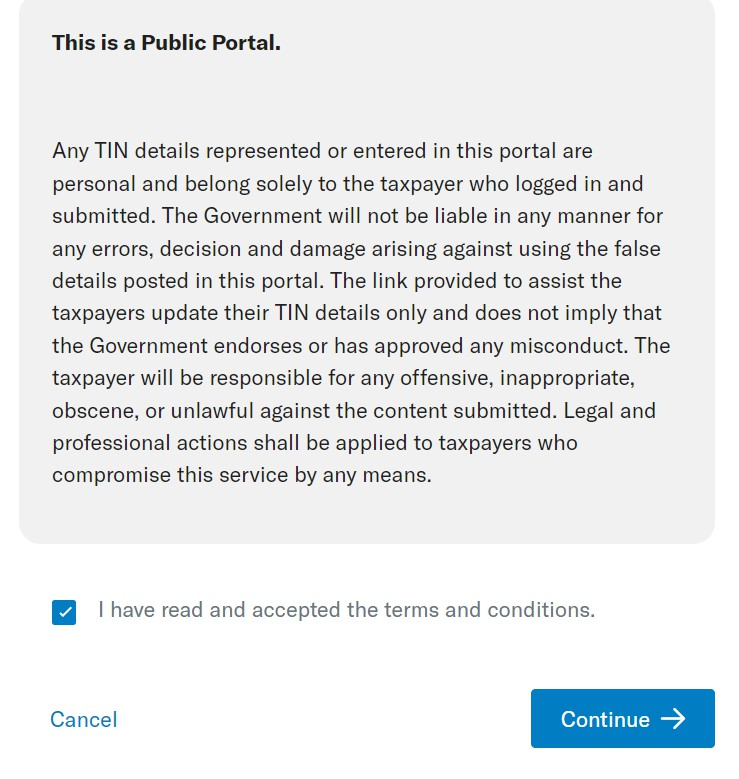 This is a Public Portal.
Any TIN details represented or entered in this portal are
personal and belong solely to the taxpayer who logged in and
submitted. The Government will not be liable in any manner for
any errors, decision and damage arising against using the false
details posted in this portal. The link provided to assist the
taxpayers update their TIN details only and does not imply that
the Government endorses or has approved any misconduct. The
taxpayer will be responsible for any offensive, inappropriate,
obscene, or unlawful against the content submitted. Legal and
professional actions shall be applied to taxpayers who
compromise this service by any means.
I have read and accepted the terms and conditions.
Cancel
Continue →